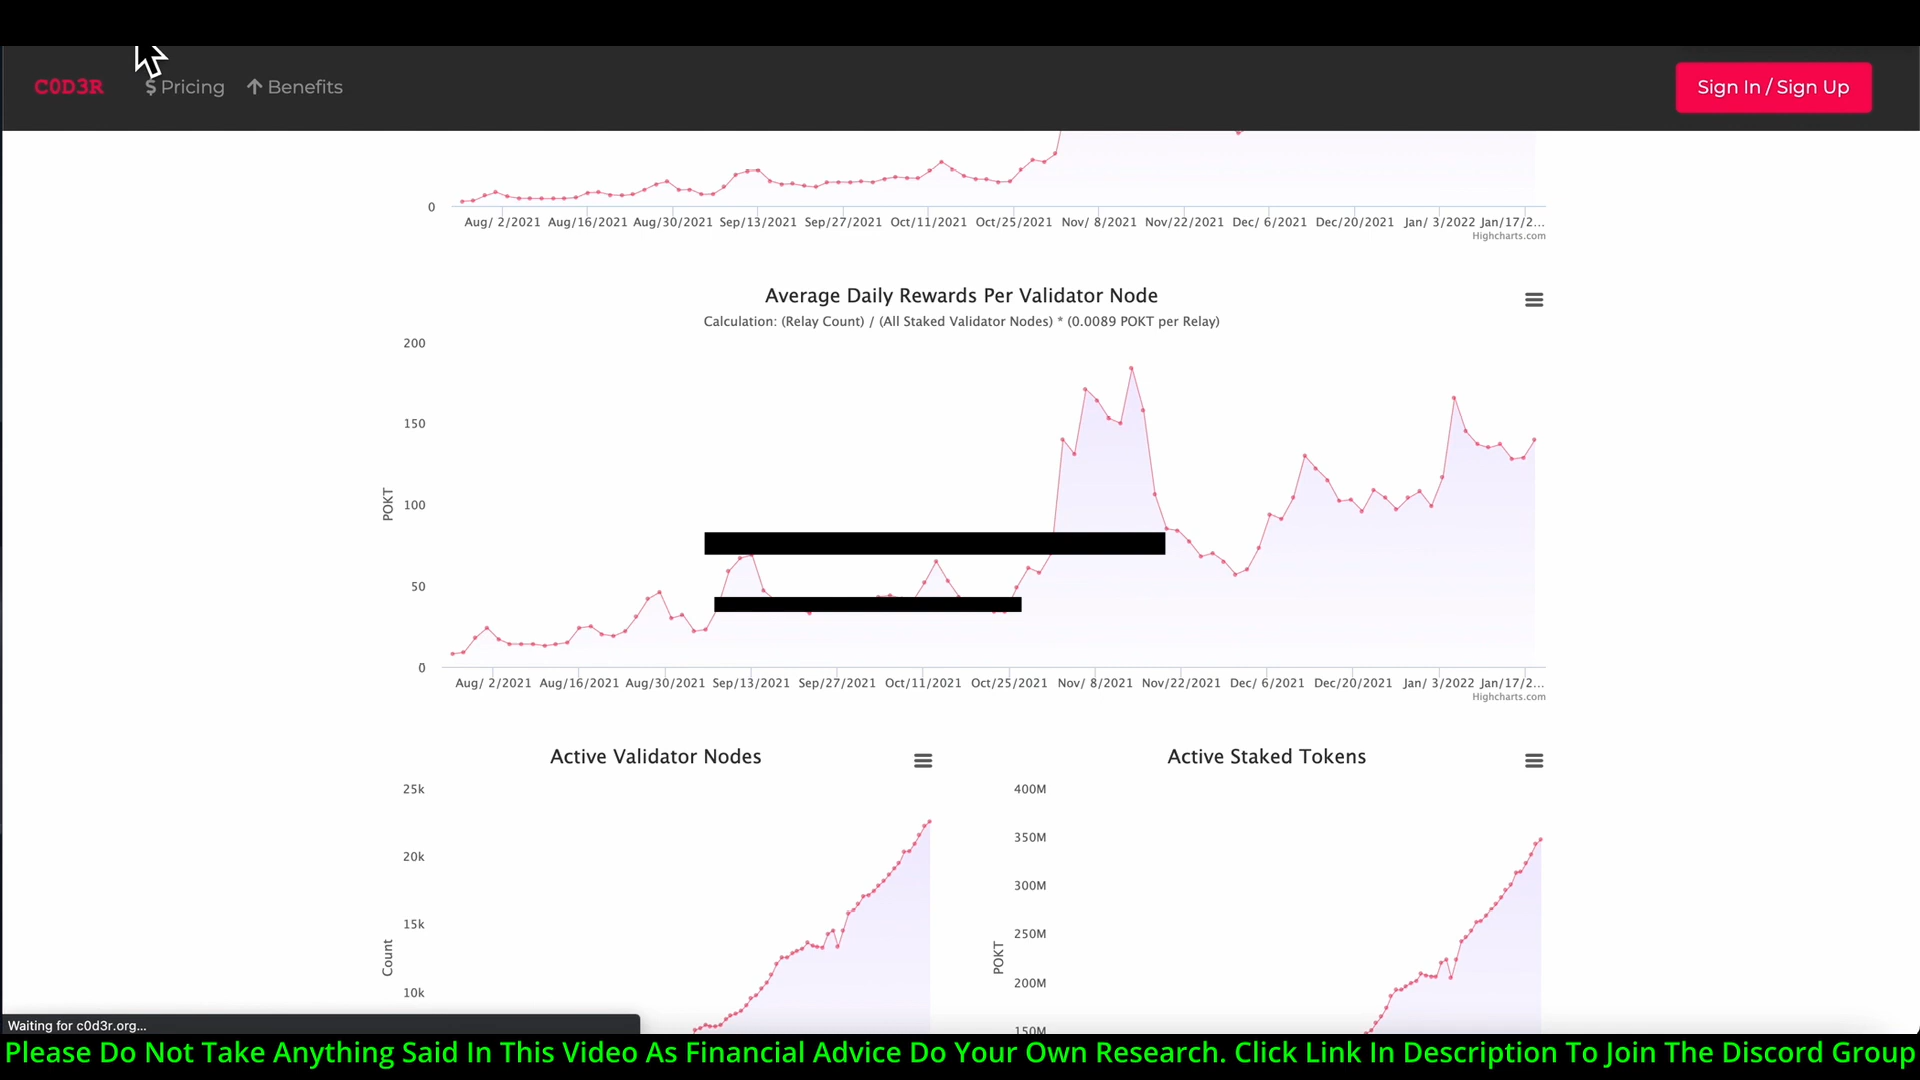 C0D3R
$ Pricing
↑ Benefits
Sign In / Sign Up
0
Aug/ 2/2021 Aug/16/2021 Aug/30/2021 Sep/13/2021 Sep/27/2021 Oct/11/2021 Oct/25/2021 Nov/ 8/2021 Nov/22/2021 Dec/ 6/2021 Dec/20/2021 Jan/ 3/2022 Jan/17/2...
Highcharts.com
Average Daily Rewards Per Validator Node
Calculation: (Relay Count) / (All Staked Validator Nodes) * (0.0089 POKT per Relay)
200
150
100
50
0
POKT
Aug/ 2/2021 Aug/16/2021 Aug/30/2021 Sep/13/2021 Sep/27/2021 Oct/11/2021 Oct/25/2021 Nov/ 8/2021 Nov/22/2021 Dec/ 6/2021 Dec/20/2021 Jan/ 3/2022 Jan/17/2...
Highcharts.com
Active Validator Nodes
25k
20k
15k
10k
Count
Active Staked Tokens
400M
350M
300M
250M
200M
150M
POKT
Waiting for c0d3r.org...
Please Do Not Take Anything Said In This Video As Financial Advice Do Your Own Research. Click Link In Description To Join The Discord Group